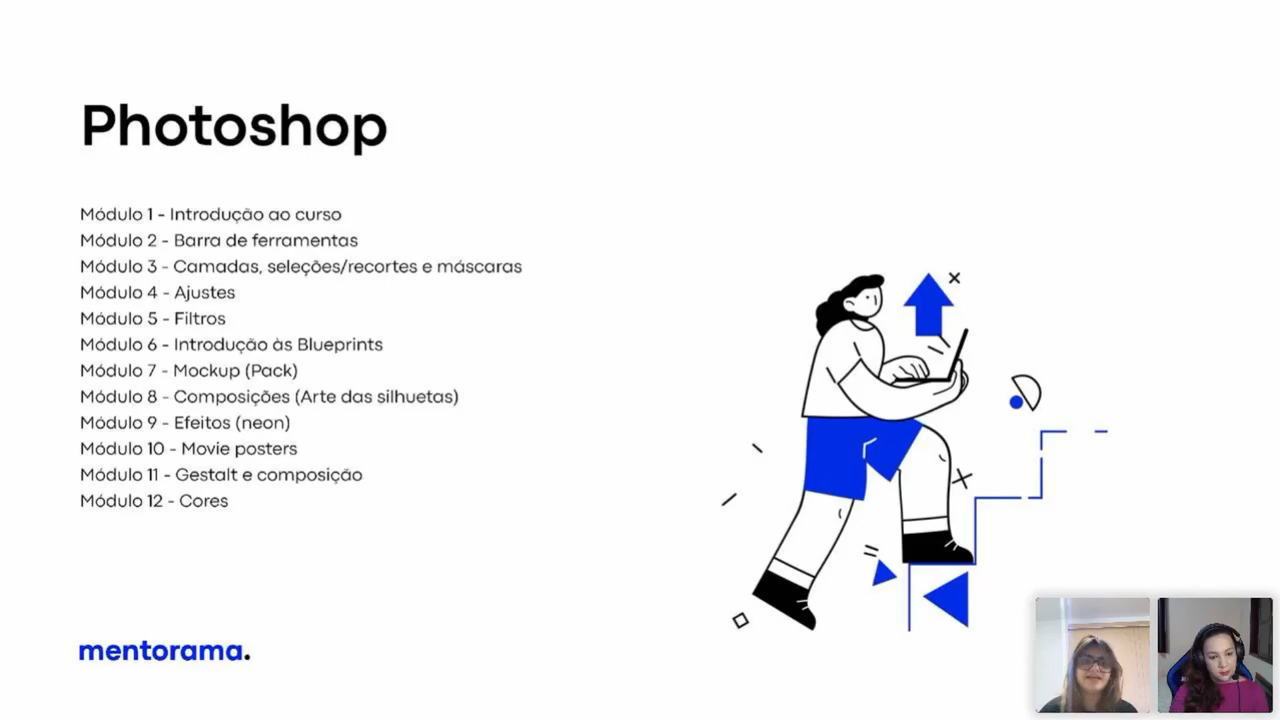 Photoshop
Módulo 1 - Introdução ao curso
Módulo 2 - Barra de ferramentas
Módulo 3 - Camadas, seleções/recortes e máscaras
Módulo 4 - Ajustes
Módulo 5 - Filtros
Módulo 6 - Introdução às Blueprints
Módulo 7 - Mockup (Pack)
Módulo 8 - Composições (Arte das silhuetas)
Módulo 9 - Efeitos (neon)
Módulo 10 - Movie posters
Módulo 11 - Gestalt e composição
Módulo 12 - Cores
mentorama.